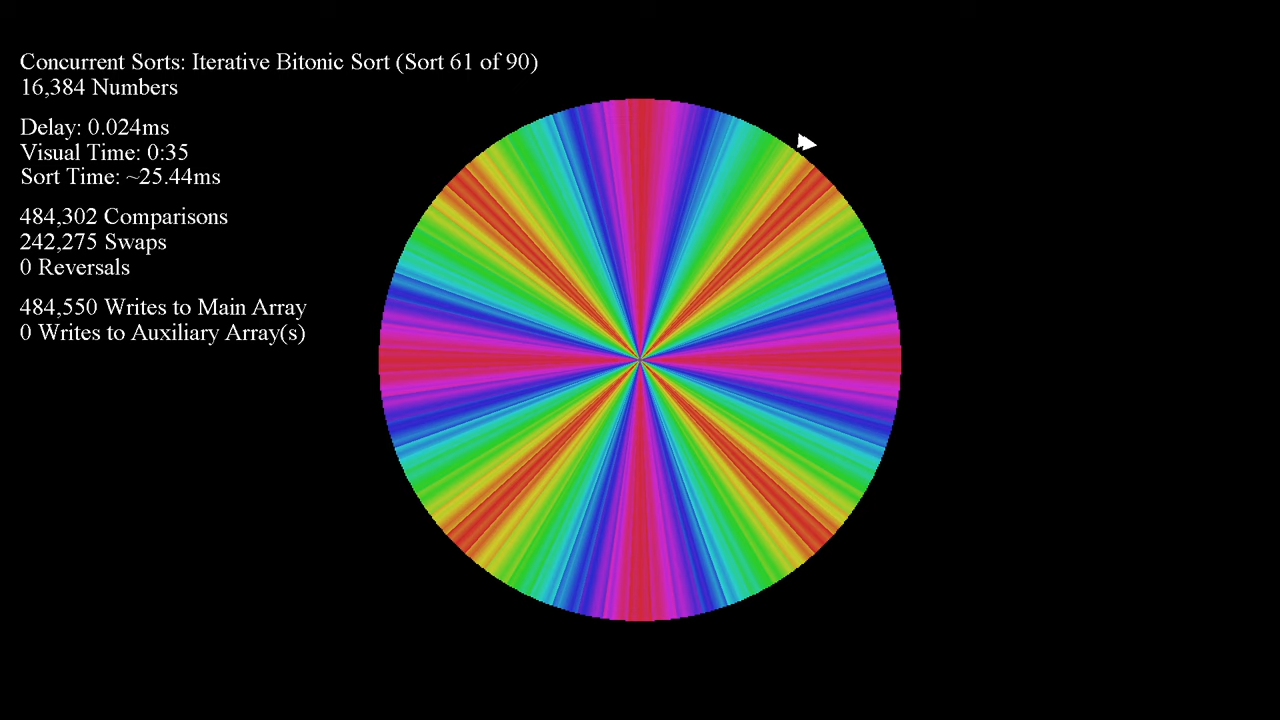 Concurrent Sorts: Iterative Bitonic Sort (Sort 61 of 90)
16,384 Numbers
Delay: 0.024ms
Visual Time: 0:35
Sort Time: ~25.44ms
484,302 Comparisons
242,275 Swaps
0 Reversals
484,550 Writes to Main Array
0 Writes to Auxiliary Array(s)